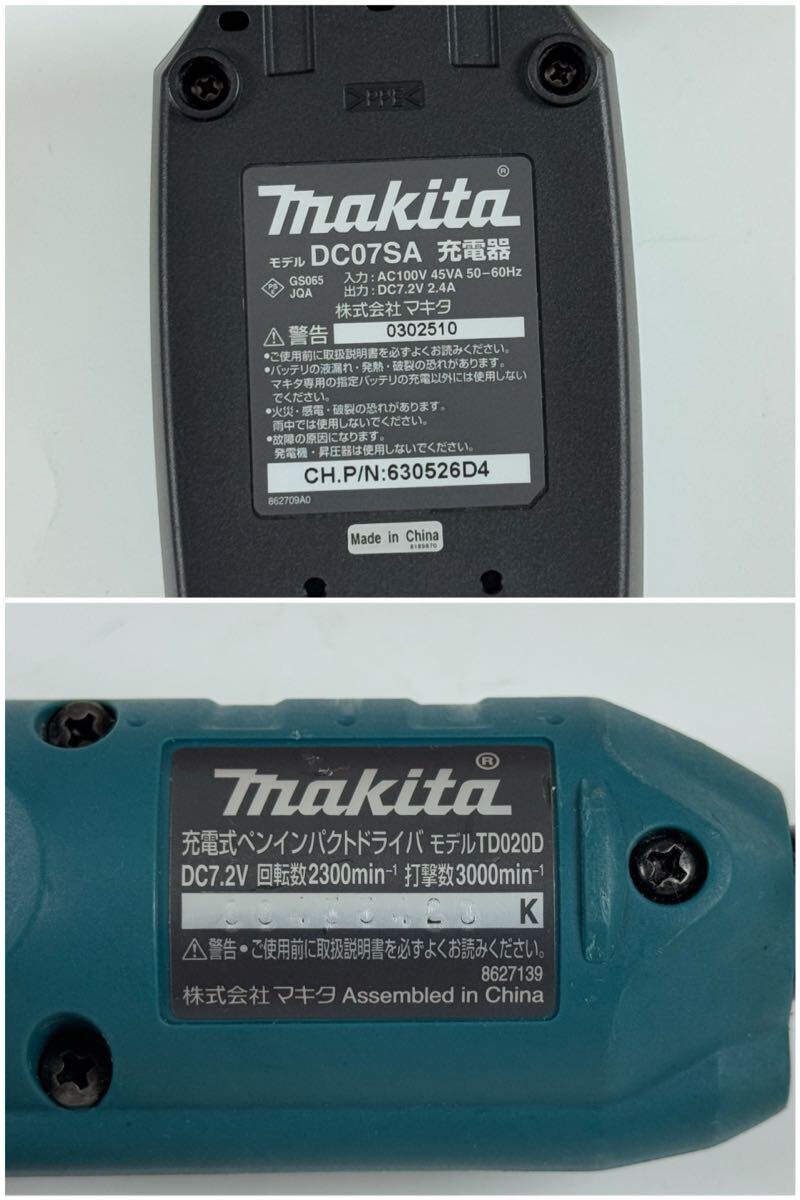 >PPE<
makita®
モデル DC07SA 充電器
PS E GS065 JQA
入力:AC100V 45VA 50-60Hz
出力:DC7.2V 2.4A
株式会社マキタ
⚠警告 0302510
•ご使用前に取扱説明書を必ずよくお読みください。
•バッテリの液漏れ・発熱・破裂の恐れがあります。
マキタ専用の指定バッテリの充電以外には使用しない
でください。
•火災・感電・破裂の恐れがあります。
雨中では使用しないでください。
•故障の原因になります。
発電機・昇圧器は使用しないでください。
CH.P/N:630526D4
862709A0
Made in China
8199870
makita®
充電式ペンインパクトドライバ モデルTD020D
DC7.2V 回転数2300min-1 打撃数3000min-1
K
⚠警告•ご使用前に取扱説明書を必ずよくお読みください。
8627139
株式会社マキタ Assembled in China